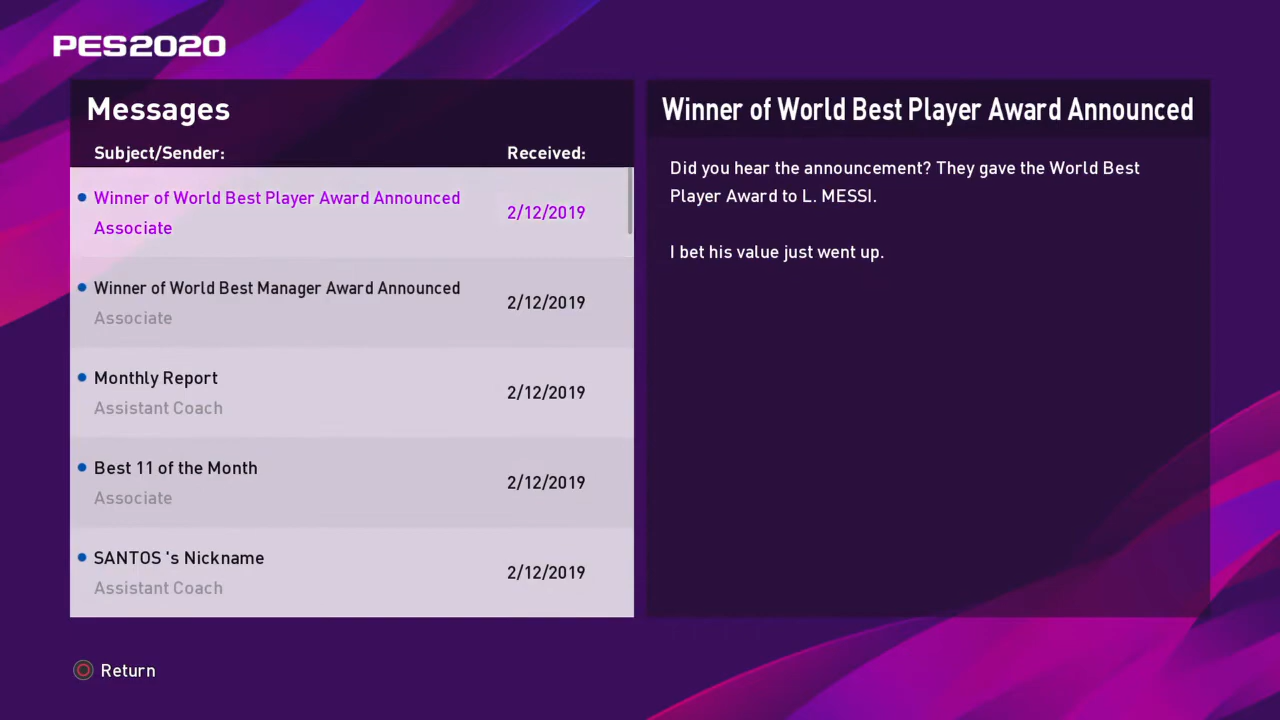 PES2020
Messages
Subject/Sender:
Received:
Winner of World Best Player Award Announced
Associate
2/12/2019
Winner of World Best Manager Award Announced
Associate
2/12/2019
Monthly Report
Assistant Coach
2/12/2019
Best 11 of the Month
Associate
2/12/2019
SANTOS 's Nickname
Assistant Coach
2/12/2019
Winner of World Best Player Award Announced
Did you hear the announcement? They gave the World Best
Player Award to L. MESSI.
I bet his value just went up.
Return